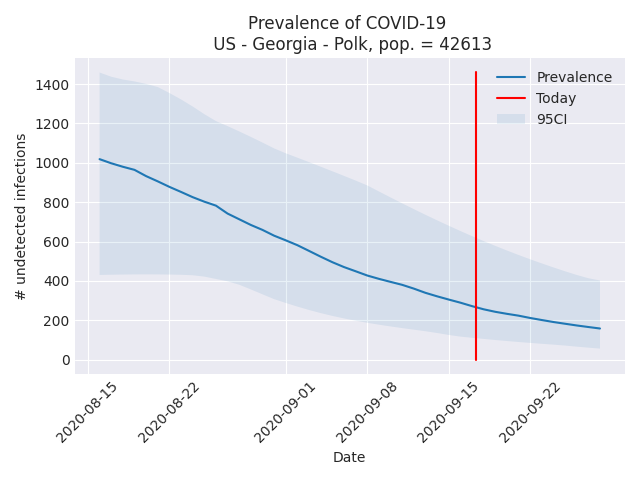 Prevalence of COVID-19
US - Georgia - Polk, pop. = 42613
Prevalence
Today
95CI
# undetected infections
1400
1200
1000
800
600
400
200
0
2020-08-15
2020-08-22
2020-09-01
2020-09-08
2020-09-15
2020-09-22
Date